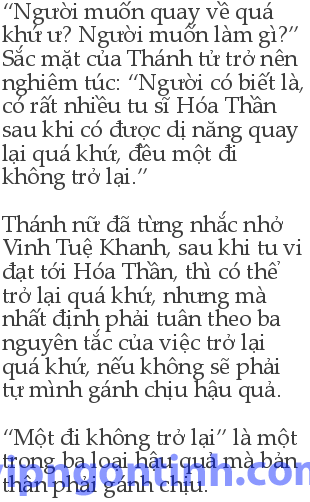 “Người muốn quay về quá
khứ ư? Người muốn làm gì?”
Sắc mặt của Thánh tử trở nên
nghiêm túc: “Người có biết là,
có rất nhiều tu sĩ Hóa Thần
sau khi có được dị năng quay
lại quá khứ, đều một đi
không trở lại.”
Thánh nữ đã từng nhắc nhở
Vinh Tuệ Khanh, sau khi tu vi
đạt tới Hóa Thần, thì có thể
trở lại quá khứ, nhưng mà
nhất định phải tuân theo ba
nguyên tắc của việc trở lại
quá khứ, nếu không sẽ phải
tự mình gánh chịu hậu quả.
“Một đi không trở lại” là một
trong ba loại hậu quả mà bản
thân phải gánh chịu.
vipngontinh.com